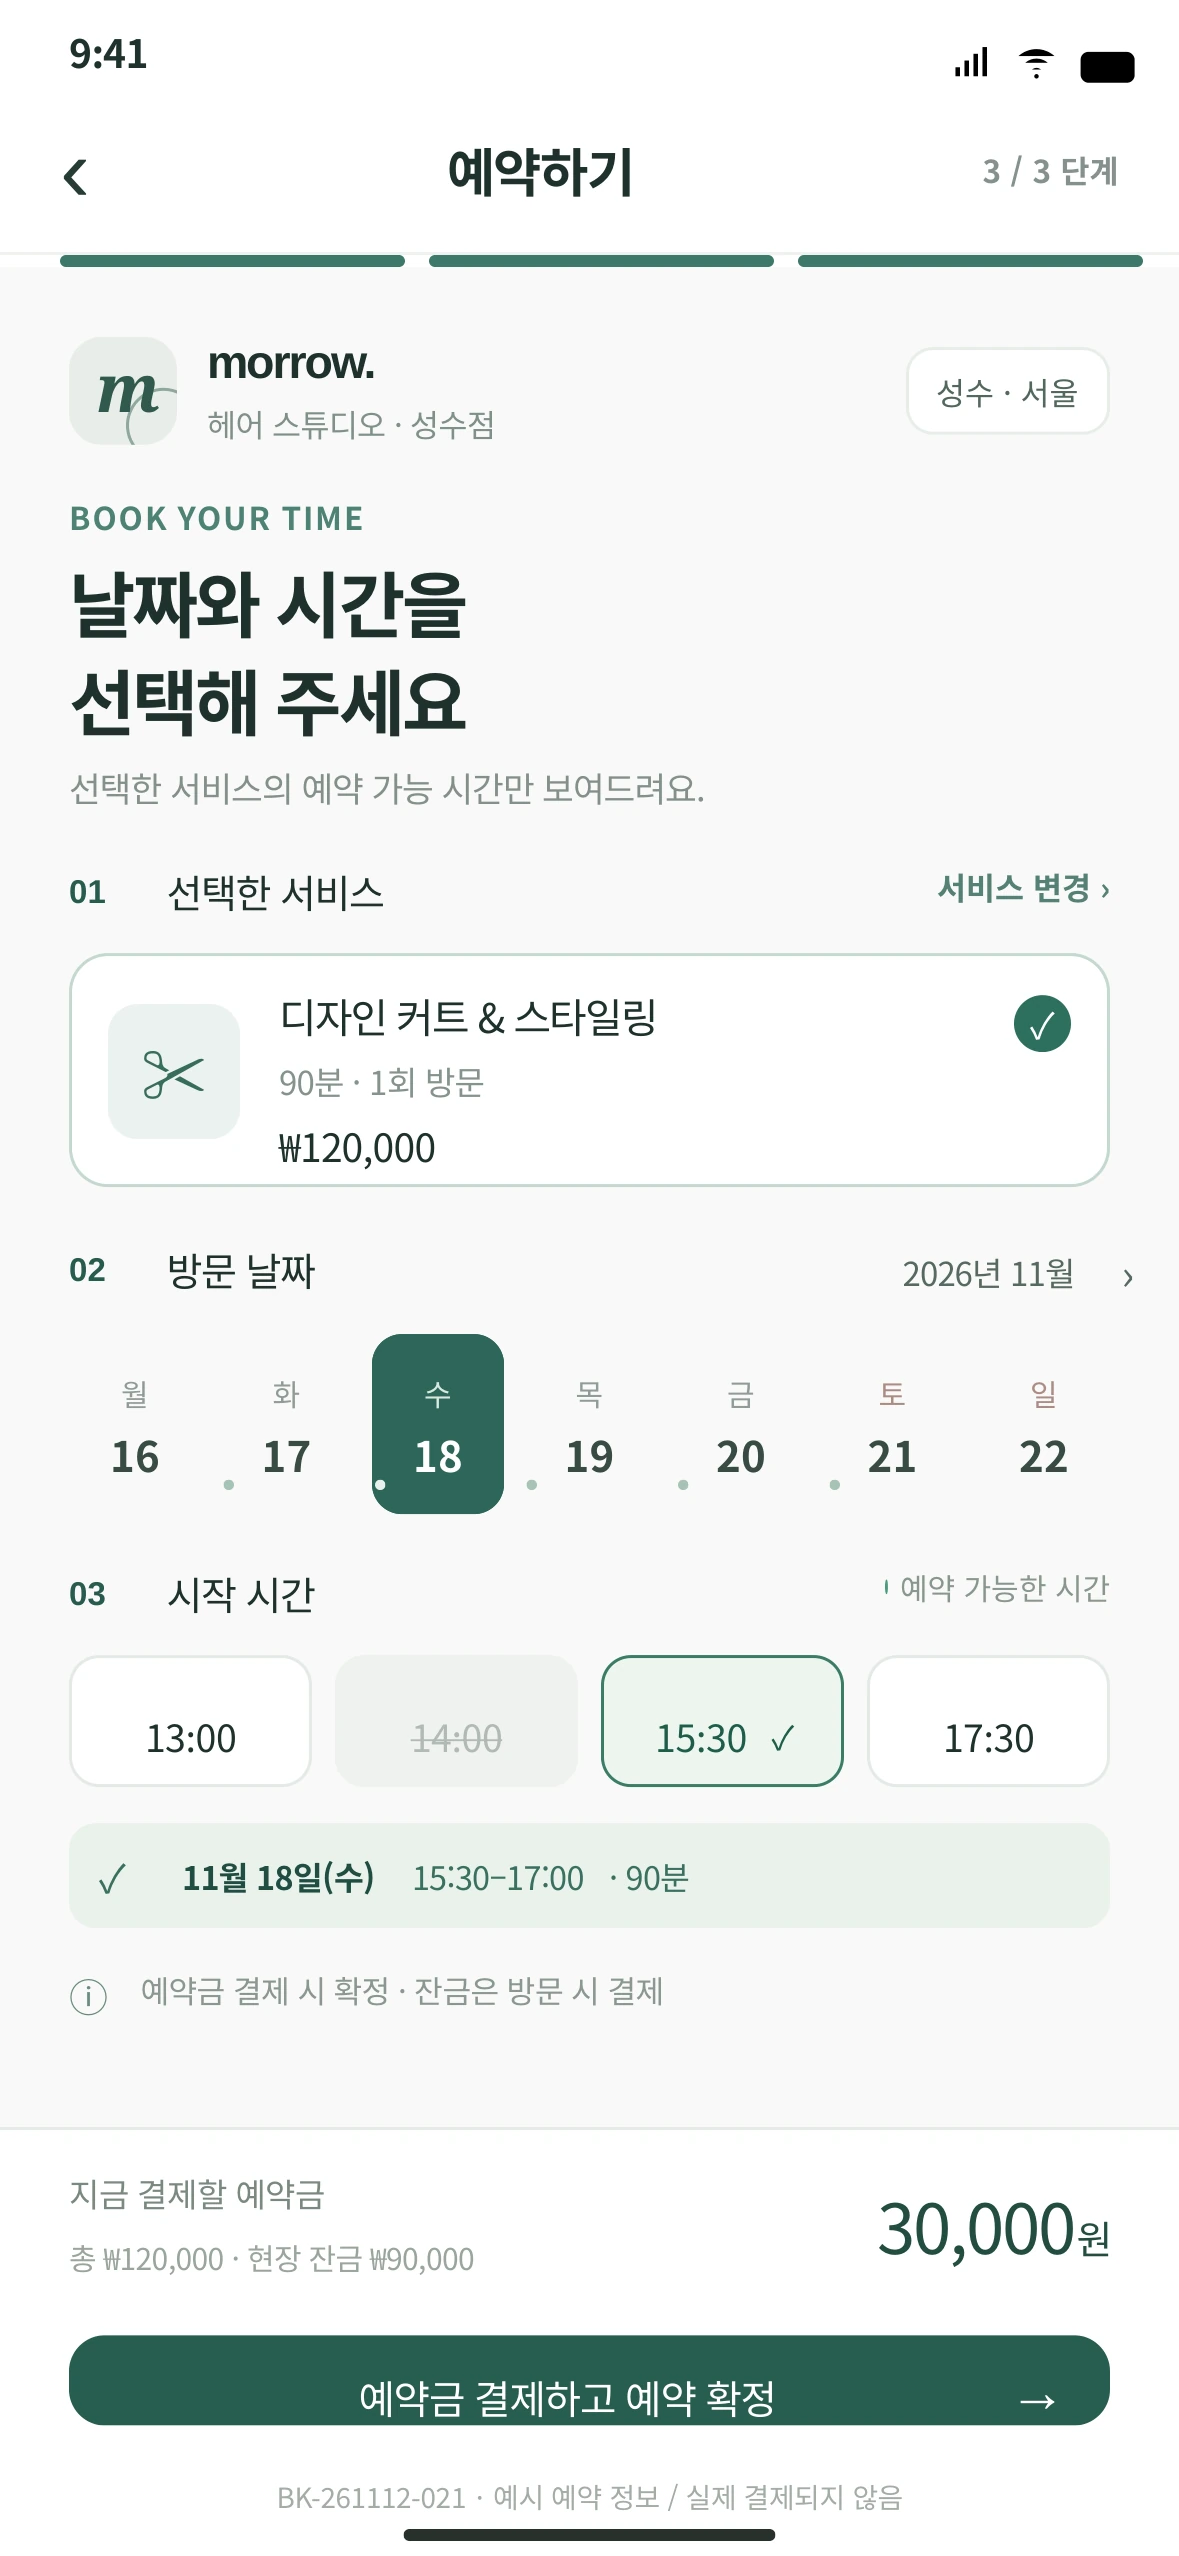 9:41
‹ 예약하기 3 / 3 단계
m
morrow.
헤어 스튜디오 · 성수점
성수 · 서울
BOOK YOUR TIME
날짜와 시간을
선택해 주세요
선택한 서비스의 예약 가능 시간만 보여드려요.
01 선택한 서비스 서비스 변경 ›
디자인 커트 & 스타일링 ✓
90분 · 1회 방문
₩120,000
02 방문 날짜 2026년 11월 ›
월 화 수 목 금 토 일
16 17 18 19 20 21 22
03 시작 시간 예약 가능한 시간
13:00 14:00 15:30 ✓ 17:30
✓ 11월 18일(수) 15:30–17:00 · 90분
ⓘ 예약금 결제 시 확정 · 잔금은 방문 시 결제
지금 결제할 예약금
총 ₩120,000 · 현장 잔금 ₩90,000
30,000원
예약금 결제하고 예약 확정 →
BK-261112-021 · 예시 예약 정보 / 실제 결제되지 않음